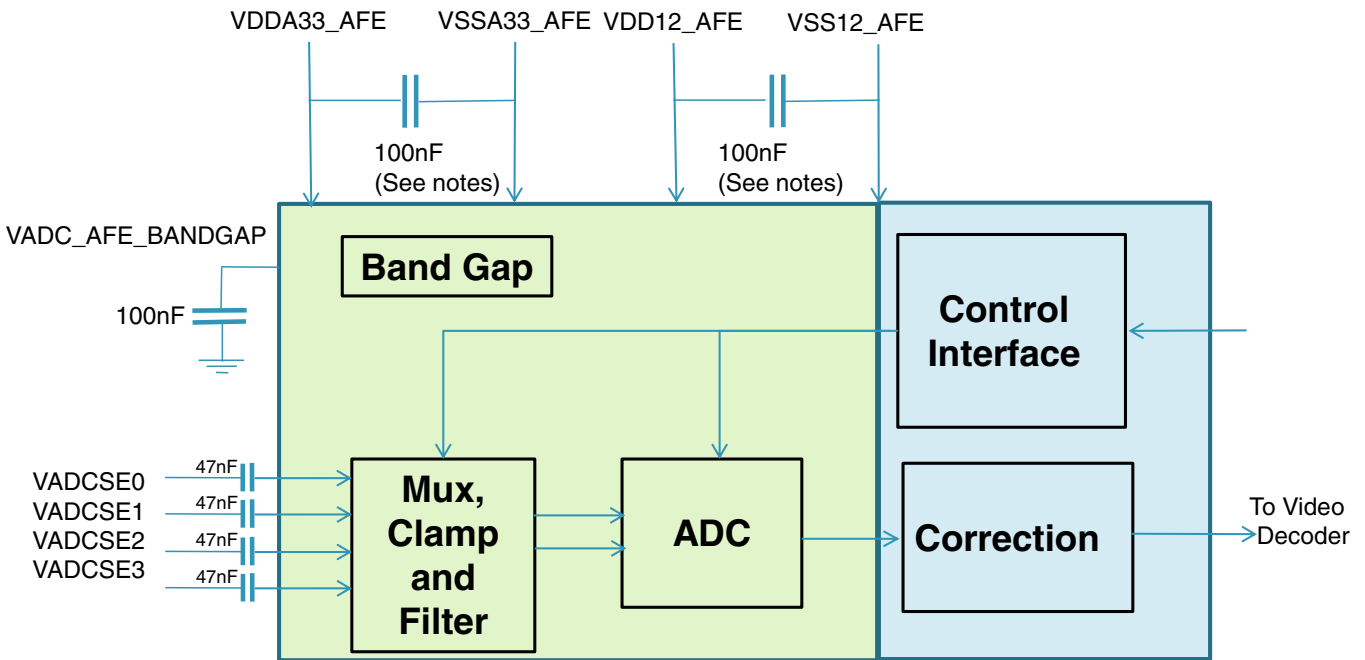 VDDA33_AFE
VSSA33_AFE
VDD12_AFE
VSS12_AFE
100nF
(See notes)
100nF
(See notes)
VADC_AFE_BANDGAP
100nF
Band Gap
Control
Interface
VADCSE0
VADCSE1
VADCSE2
VADCSE3
47nF
47nF
47nF
47nF
Mux,
Clamp
and
Filter
ADC
Correction
To Video
Decoder